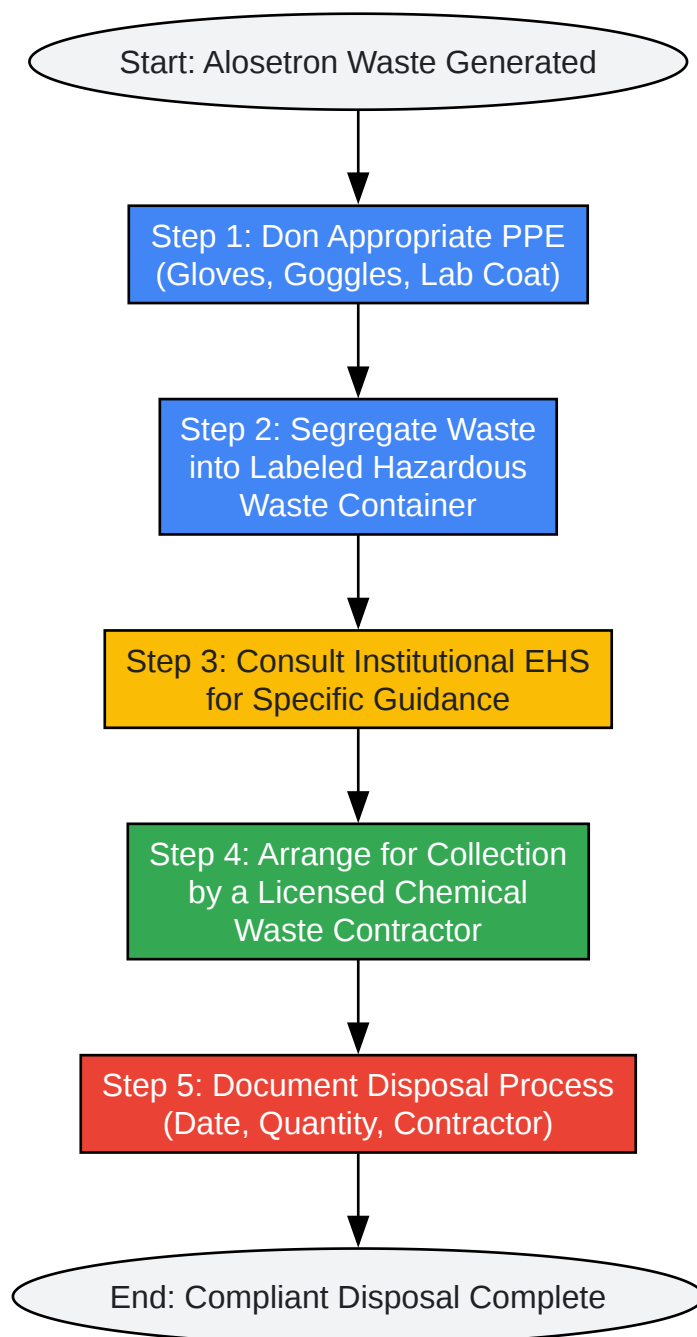 Start: Alosetron Waste Generated
Step 1: Don Appropriate PPE
(Gloves, Goggles, Lab Coat)
Step 2: Segregate Waste
into Labeled Hazardous
Waste Container
Step 3: Consult Institutional EHS
for Specific Guidance
Step 4: Arrange for Collection
by a Licensed Chemical
Waste Contractor
Step 5: Document Disposal Process
(Date, Quantity, Contractor)
End: Compliant Disposal Complete